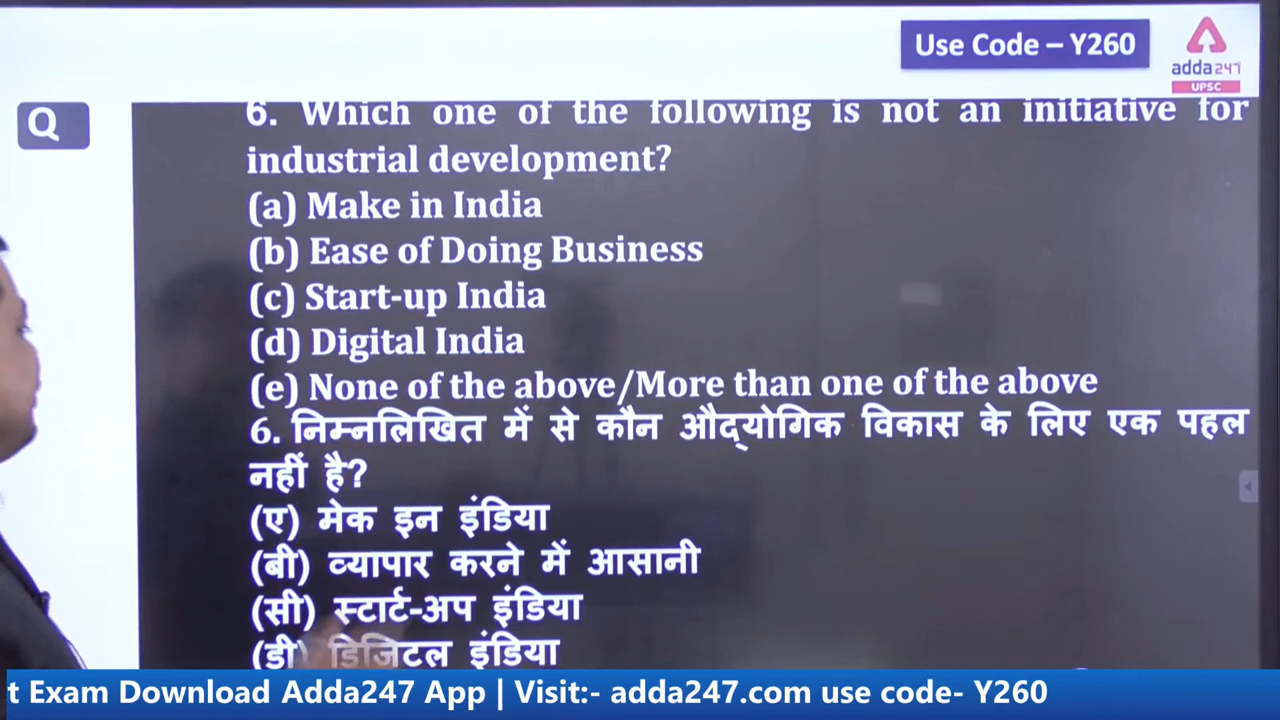 Use Code – Y260
adda247
UPSC
Q
6. Which one of the following is not an initiative for
industrial development?
(a) Make in India
(b) Ease of Doing Business
(c) Start-up India
(d) Digital India
(e) None of the above/More than one of the above
6. निम्नलिखित में से कौन औद्योगिक विकास के लिए एक पहल
नहीं है?
(ए) मेक इन इंडिया
(बी) व्यापार करने में आसानी
(सी) स्टार्ट-अप इंडिया
(डी) डिजिटल इंडिया
t Exam Download Adda247 App | Visit:- adda247.com use code- Y260